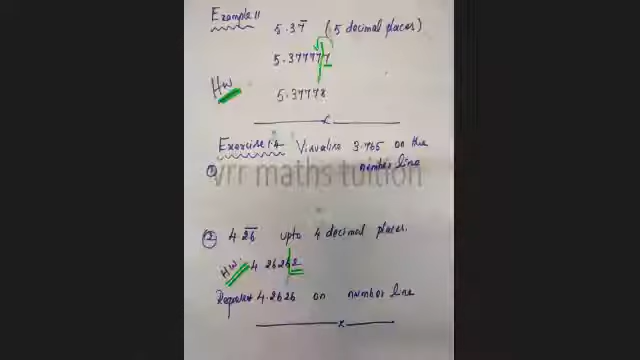 Example 11
5.37̅ (5 decimal places)
5.377777
HW
5.37778
x
Exercise 1.4 Visualise 3.765 on the
① number line
vrr maths tuition
② 4.2̅6̅ upto 4 decimal places.
HW: 4.26262
Represent 4.2626 on number line
x